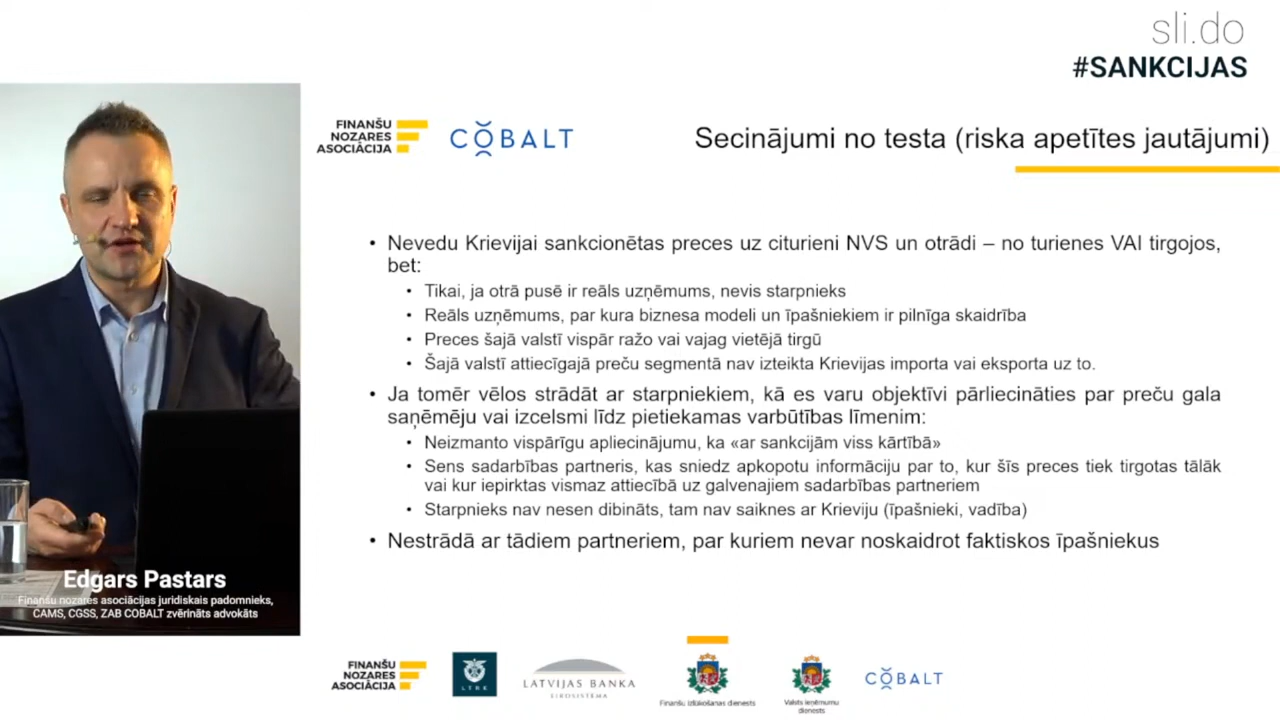 sli.do
#SANKCIJAS
FINANŠU
NOZARES
ASOCIĀCIJA
COBALT
Secinājumi no testa (riska apetītes jautājumi)
• Nevedu Krievijai sankcionētas preces uz citurieni NVS un otrādi – no turienes VAI tirgojos,
bet:
• Tikai, ja otrā pusē ir reāls uzņēmums, nevis starpnieks
• Reāls uzņēmums, par kura biznesa modeli un īpašniekiem ir pilnīga skaidrība
• Preces šajā valstī vispār ražo vai vajag vietējā tirgū
• Šajā valstī attiecīgajā preču segmentā nav izteikta Krievijas importa vai eksporta uz to.
• Ja tomēr vēlos strādāt ar starpniekiem, kā es varu objektīvi pārliecināties par preču gala
saņēmēju vai izcelsmi līdz pietiekamas varbūtības līmenim:
• Neizmanto vispārīgu apliecinājumu, ka «ar sankcijām viss kārtībā»
• Sens sadarbības partneris, kas sniedz apkopotu informāciju par to, kur šīs preces tiek tirgotas tālāk
vai kur iepirktas vismaz attiecībā uz galvenajiem sadarbības partneriem
• Starpnieks nav nesen dibināts, tam nav saiknes ar Krieviju (īpašnieki, vadība)
• Nestrādā ar tādiem partneriem, par kuriem nevar noskaidrot faktiskos īpašniekus
Edgars Pastars
Finanšu nozares asociācijas juridiskais padomnieks,
CAMS, CGSS, ZAB COBALT zvērināts advokāts
FINANŠU
NOZARES
ASOCIĀCIJA
LTRK
LATVIJAS BANKA
EIROSISTĒMA
Finanšu izlūkošanas dienests
Valsts ieņēmumu
dienests
COBALT